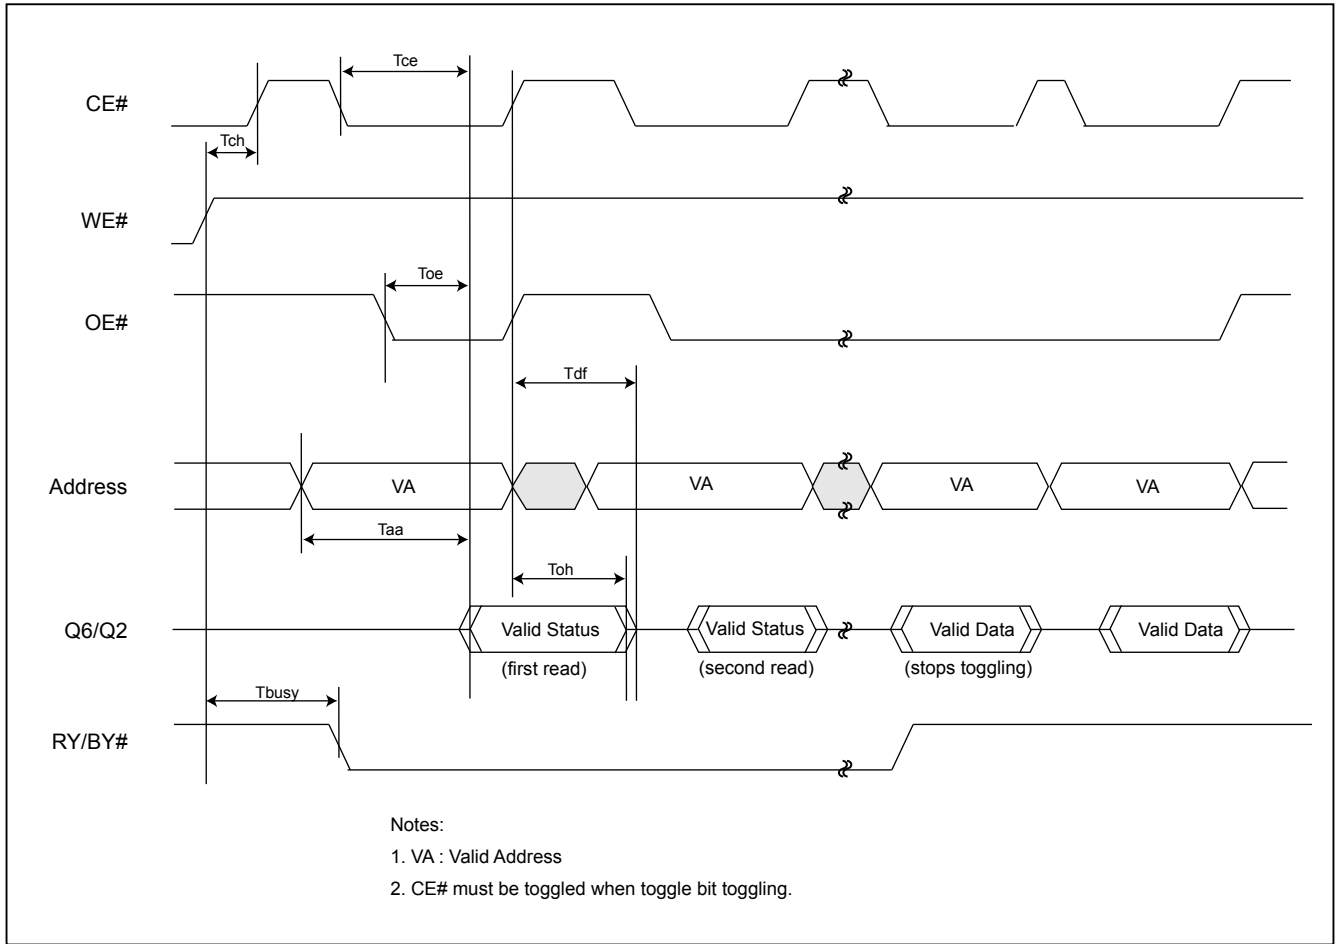 Tce
CE#
Tch
WE#
Toe
OE#
Tdf
Address
VA
VA
VA
VA
Taa
Toh
Q6/Q2
Valid Status
Valid Status
Valid Data
Valid Data
(first read)
(second read)
(stops toggling)
Tbusy
RY/BY#
Notes:
1. VA : Valid Address
2. CE# must be toggled when toggle bit toggling.